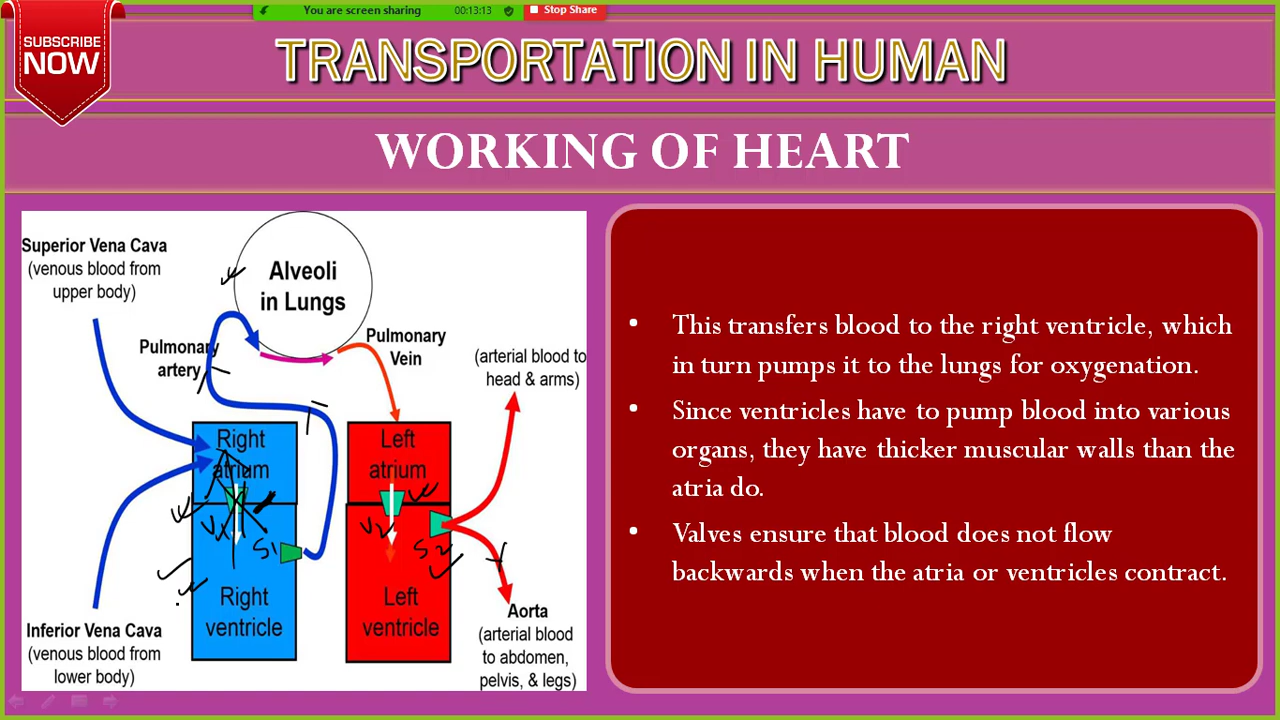 You are screen sharing
00:13:13
Stop Share
SUBSCRIBE
NOW
TRANSPORTATION IN HUMAN
WORKING OF HEART
Superior Vena Cava
(venous blood from
upper body)
Alveoli
in Lungs
Pulmonary
artery
Pulmonary
Vein
(arterial blood to
head & arms)
Right
atrium
Left
atrium
V1
S1
V2
S2
Right
ventricle
Left
ventricle
Inferior Vena Cava
(venous blood from
lower body)
Aorta
(arterial blood
to abdomen,
pelvis, & legs)
• This transfers blood to the right ventricle, which
in turn pumps it to the lungs for oxygenation.
• Since ventricles have to pump blood into various
organs, they have thicker muscular walls than the
atria do.
• Valves ensure that blood does not flow
backwards when the atria or ventricles contract.